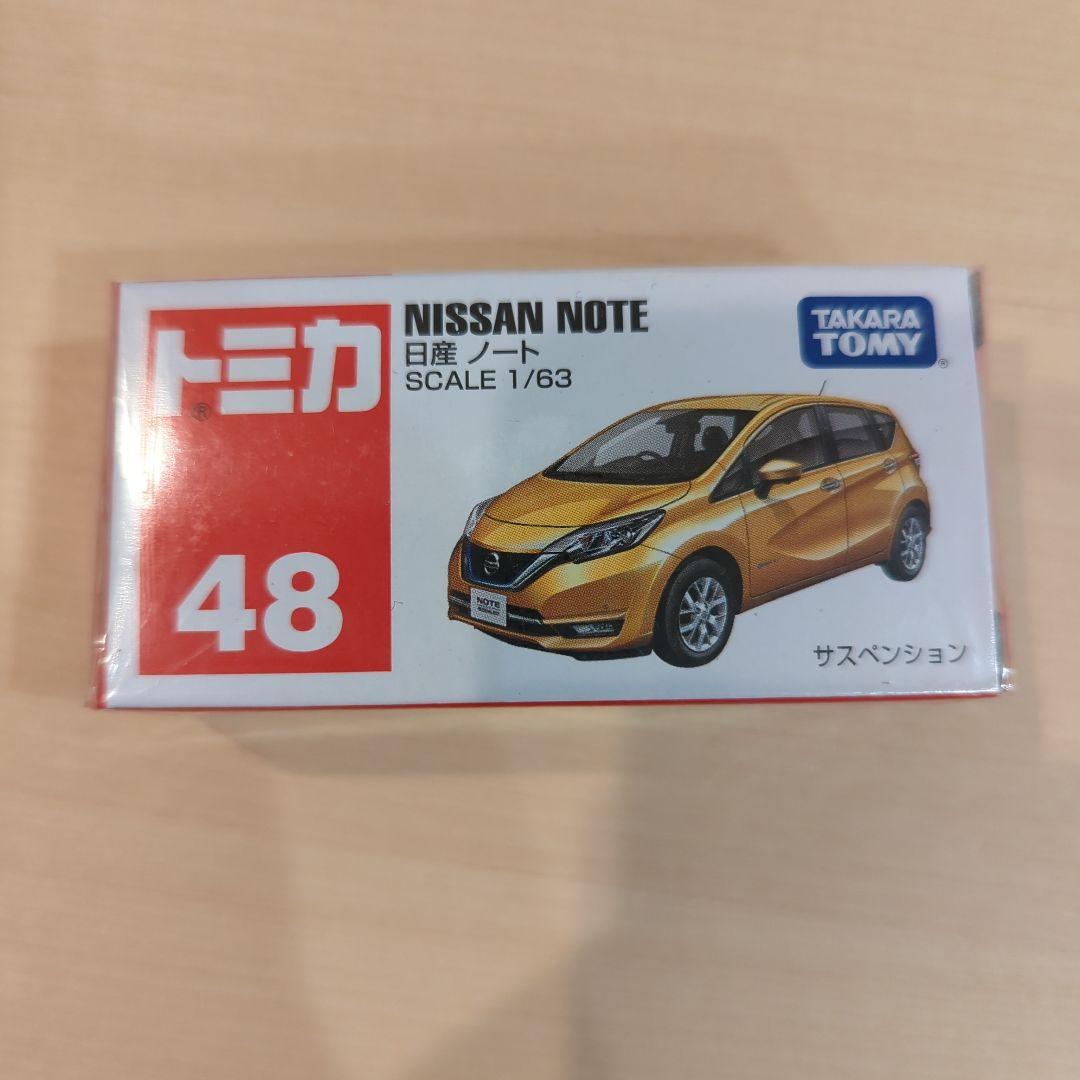 トミカ®
48
NISSAN NOTE
日産 ノート
SCALE 1/63
TAKARA
TOMY®
NOTE
サスペンション